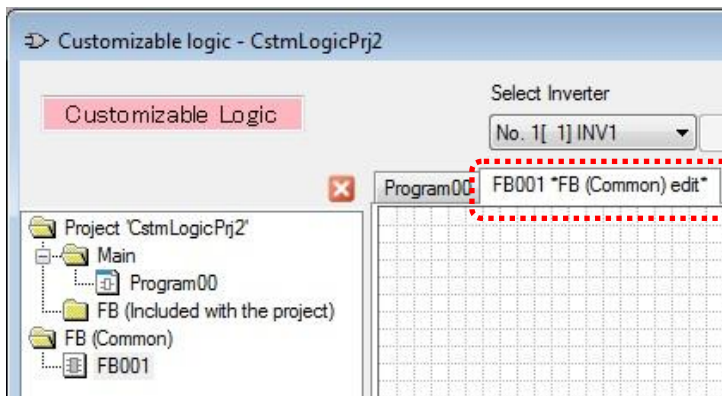 Customizable logic - CstmLogicPrj2
Customizable Logic
Select Inverter
No. 1[ 1] INV1
Program00
FB001 *FB (Common) edit*
Project 'CstmLogicPrj2'
Main
Program00
FB (Included with the project)
FB (Common)
FB001